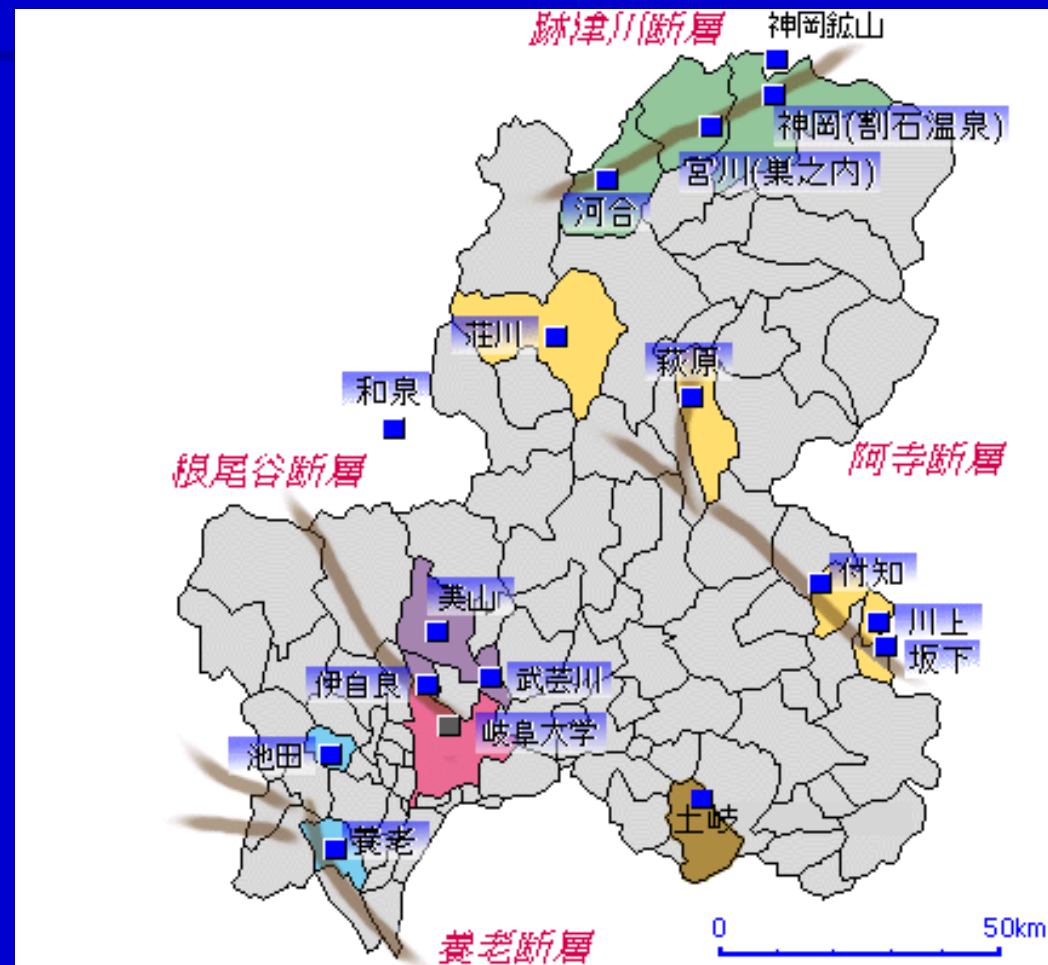 跡津川断層
神岡鉱山
神岡(割石温泉)
宮川(巣之内)
河合
荘川
萩原
和泉
根尾谷断層
阿寺断層
付知
美山
川上
坂下
伊自良
武芸川
岐阜大学
池田
土岐
養老
養老断層
0 50km